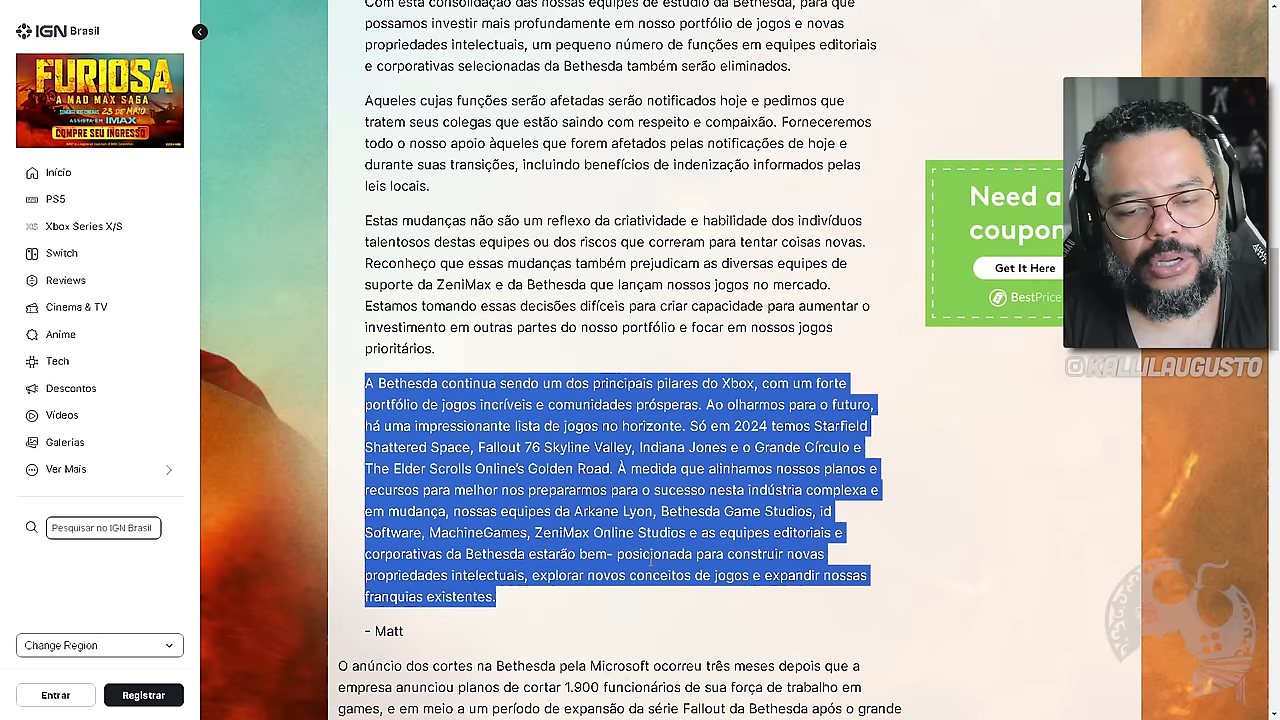 IGN Brasil
FURIOSA
A MAD MAX SAGA
SOMENTE NOS CINEMAS 23 DE MAIO
ASSISTA EM IMAX
COMPRE SEU INGRESSO
Início
PS5
XS Xbox Series X/S
Switch
Reviews
Cinema & TV
Anime
Tech
Descontos
Vídeos
Galerias
Ver Mais
Pesquisar no IGN Brasil
Change Region
Entrar
Registrar
Com esta consolidação das nossas equipes de estúdio da Bethesda, para que
possamos investir mais profundamente em nosso portfólio de jogos e novas
propriedades intelectuais, um pequeno número de funções em equipes editoriais
e corporativas selecionadas da Bethesda também serão eliminados.
Aqueles cujas funções serão afetadas serão notificados hoje, e peço que
tratem seus colegas que estão saindo com respeito e compaixão. Forneceremos
todo o nosso apoio àqueles que forem afetados pelas notificações de hoje e
durante suas transições, incluindo benefícios de indenização informados pelas
leis locais.
Estas mudanças não são um reflexo da criatividade e habilidade dos indivíduos
talentosos destas equipes ou dos riscos que correram para tentar coisas novas.
Reconheço que essas mudanças também prejudicam as diversas equipes de
suporte da ZeniMax e da Bethesda que lançam nossos jogos no mercado.
Estamos tomando essas decisões difíceis para criar capacidade para aumentar o
investimento em outras partes do nosso portfólio e focar em nossos jogos
prioritários.
A Bethesda continua sendo um dos principais pilares do Xbox, com um forte
portfólio de jogos incríveis e comunidades prósperas. Ao olharmos para o futuro,
há uma impressionante lista de jogos no horizonte. Só em 2024 temos Starfield
Shattered Space, Fallout 76 Skyline Valley, Indiana Jones e o Grande Círculo e
The Elder Scrolls Online's Golden Road. À medida que alinhamos nossos planos e
recursos para melhor nos prepararmos para o sucesso nesta indústria complexa e
em mudança, nossas equipes da Arkane Lyon, Bethesda Game Studios, id
Software, MachineGames, ZeniMax Online Studios e as equipes editoriais e
corporativas da Bethesda estarão bem- posicionada para construir novas
propriedades intelectuais, explorar novos conceitos de jogos e expandir nossas
franquias existentes.
- Matt
O anúncio dos cortes na Bethesda pela Microsoft ocorreu três meses depois que a
empresa anunciou planos de cortar 1.900 funcionários de sua força de trabalho em
games, e em meio a um período de expansão da série Fallout da Bethesda após o grande
Need a
coupon
Get It Here
BestPrice
@KALLILAUGUSTO